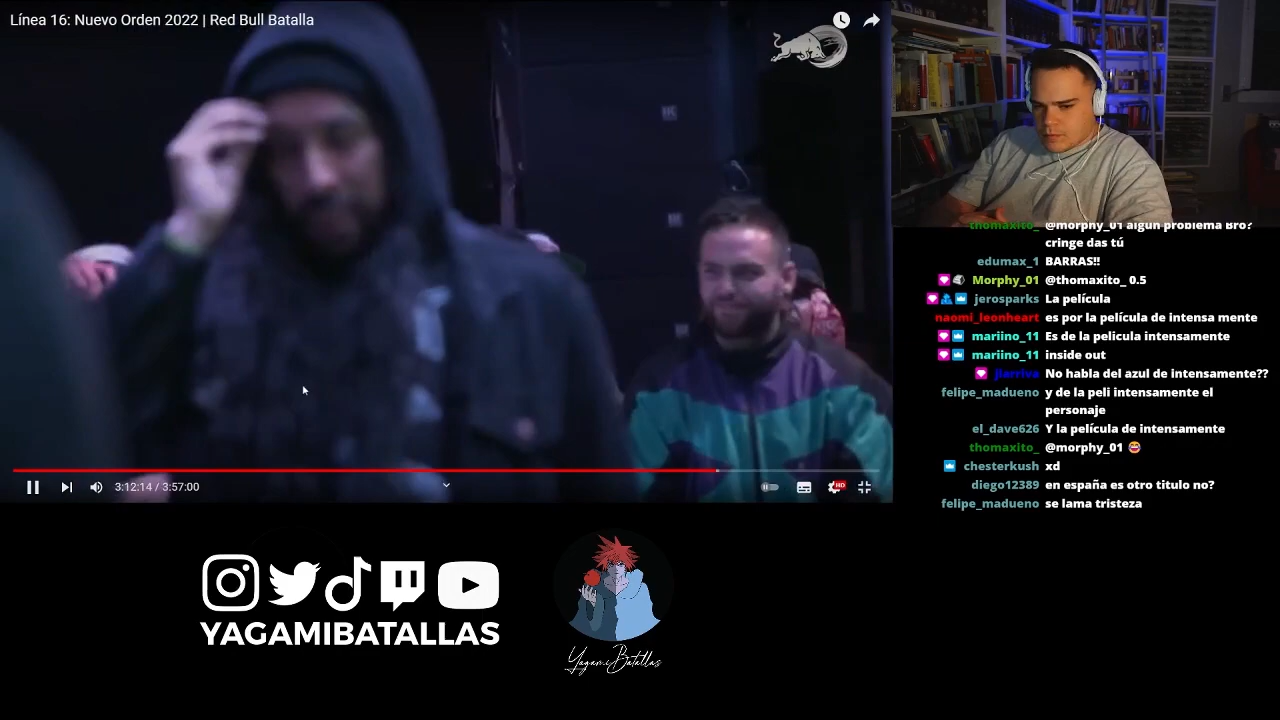 Línea 16: Nuevo Orden 2022 | Red Bull Batalla
3:12:14 / 3:57:00
HD
thomaxito_ @morphy_01 algun problema Bro?
cringe das tú
edumax_1 BARRAS!!
Morphy_01 @thomaxito_ 0.5
jerosparks La película
naomi_leonheart es por la película de intensa mente
mariino_11 Es de la pelicula intensamente
mariino_11 inside out
jlarriva No habla del azul de intensamente??
felipe_madueno y de la peli intensamente el
personaje
el_dave626 Y la película de intensamente
thomaxito_ @morphy_01
chesterkush xd
diego12389 en españa es otro titulo no?
felipe_madueno se lama tristeza
YAGAMIBATALLAS
YagamiBatallas